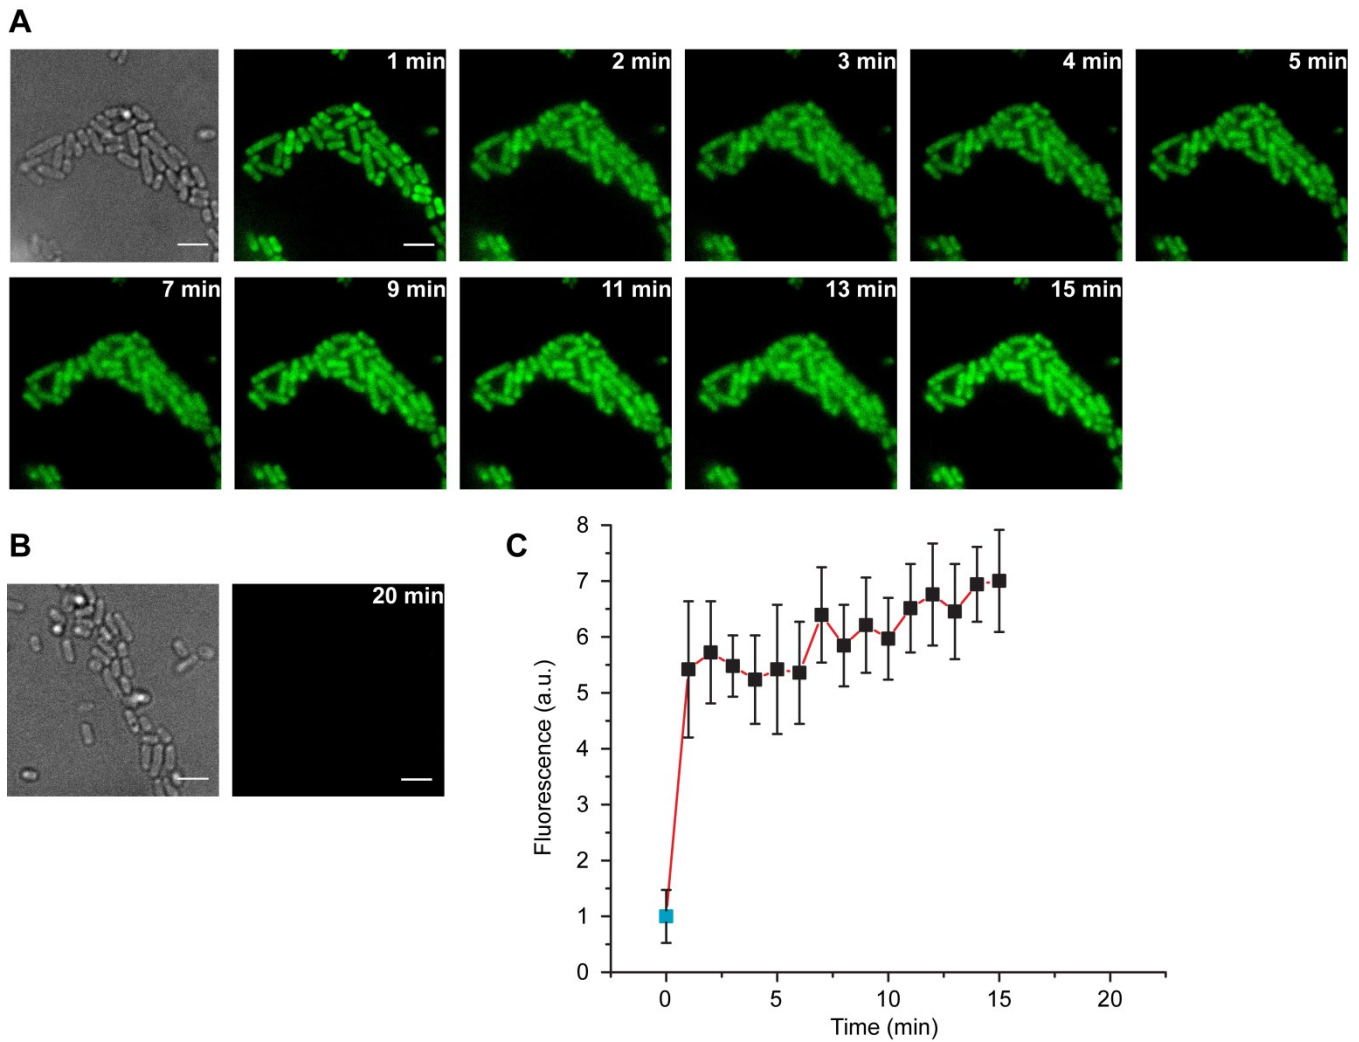 A
1 min
2 min
3 min
4 min
5 min
7 min
9 min
11 min
13 min
15 min
B
20 min
C
8
7
6
5
4
3
2
1
0
Fluorescence (a.u.)
0
5
10
15
20
Time (min)